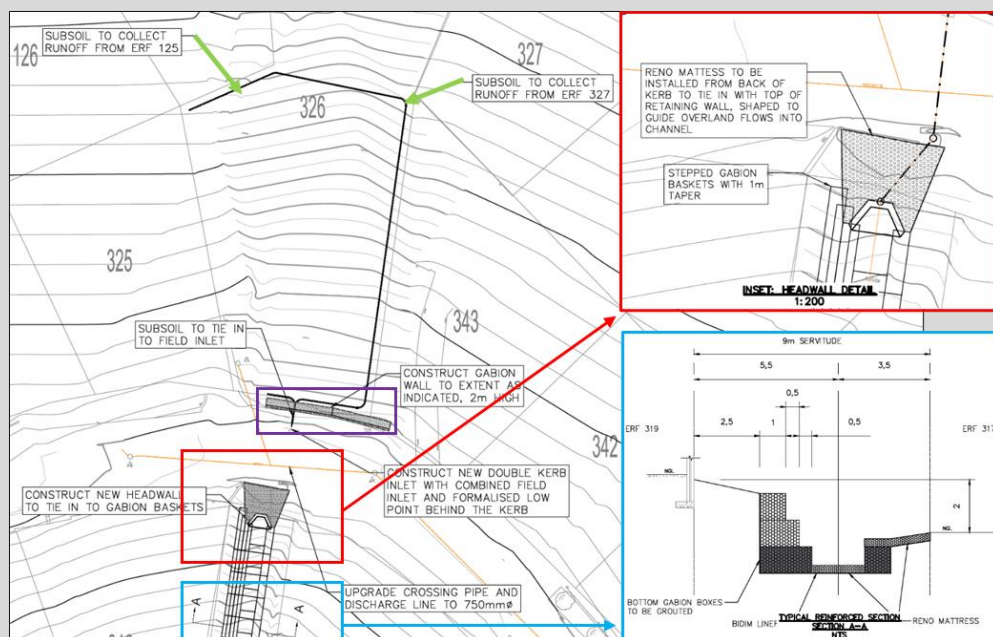 SUBSOIL TO COLLECT
RUNOFF FROM ERF 125
126
327
SUBSOIL TO COLLECT
RUNOFF FROM ERF 327
326
325
SUBSOIL TO TIE IN
TO FIELD INLET
343
CONSTRUCT GABION
WALL TO EXTENT AS
INDICATED, 2m HIGH
342
CONSTRUCT NEW DOUBLE KERB
INLET WITH COMBINED FIELD
INLET AND FORMALISED LOW
POINT BEHIND THE KERB
CONSTRUCT NEW HEADWALL
TO TIE IN TO GABION BASKETS
UPGRADE CROSSING PIPE AND
DISCHARGE LINE TO 750mmø
A
A
RENO MATTESS TO BE
INSTALLED FROM BACK OF
KERB TO TIE IN WITH TOP OF
RETAINING WALL, SHAPED TO
GUIDE OVERLAND FLOWS INTO
CHANNEL
STEPPED GABION
BASKETS WITH 1m
TAPER
INSET: HEADWALL DETAIL
1:200
9m SERVITUDE
5,5
3,5
0,5
2,5
1
0,5
ERF 319
ERF 317
NGL
2
NGL
BOTTOM GABION BOXES
TO BE GROUTED
BIDIM LINER
TYPICAL REINFORCED SECTION
SECTION A-A
NTS
RENO MATTRESS